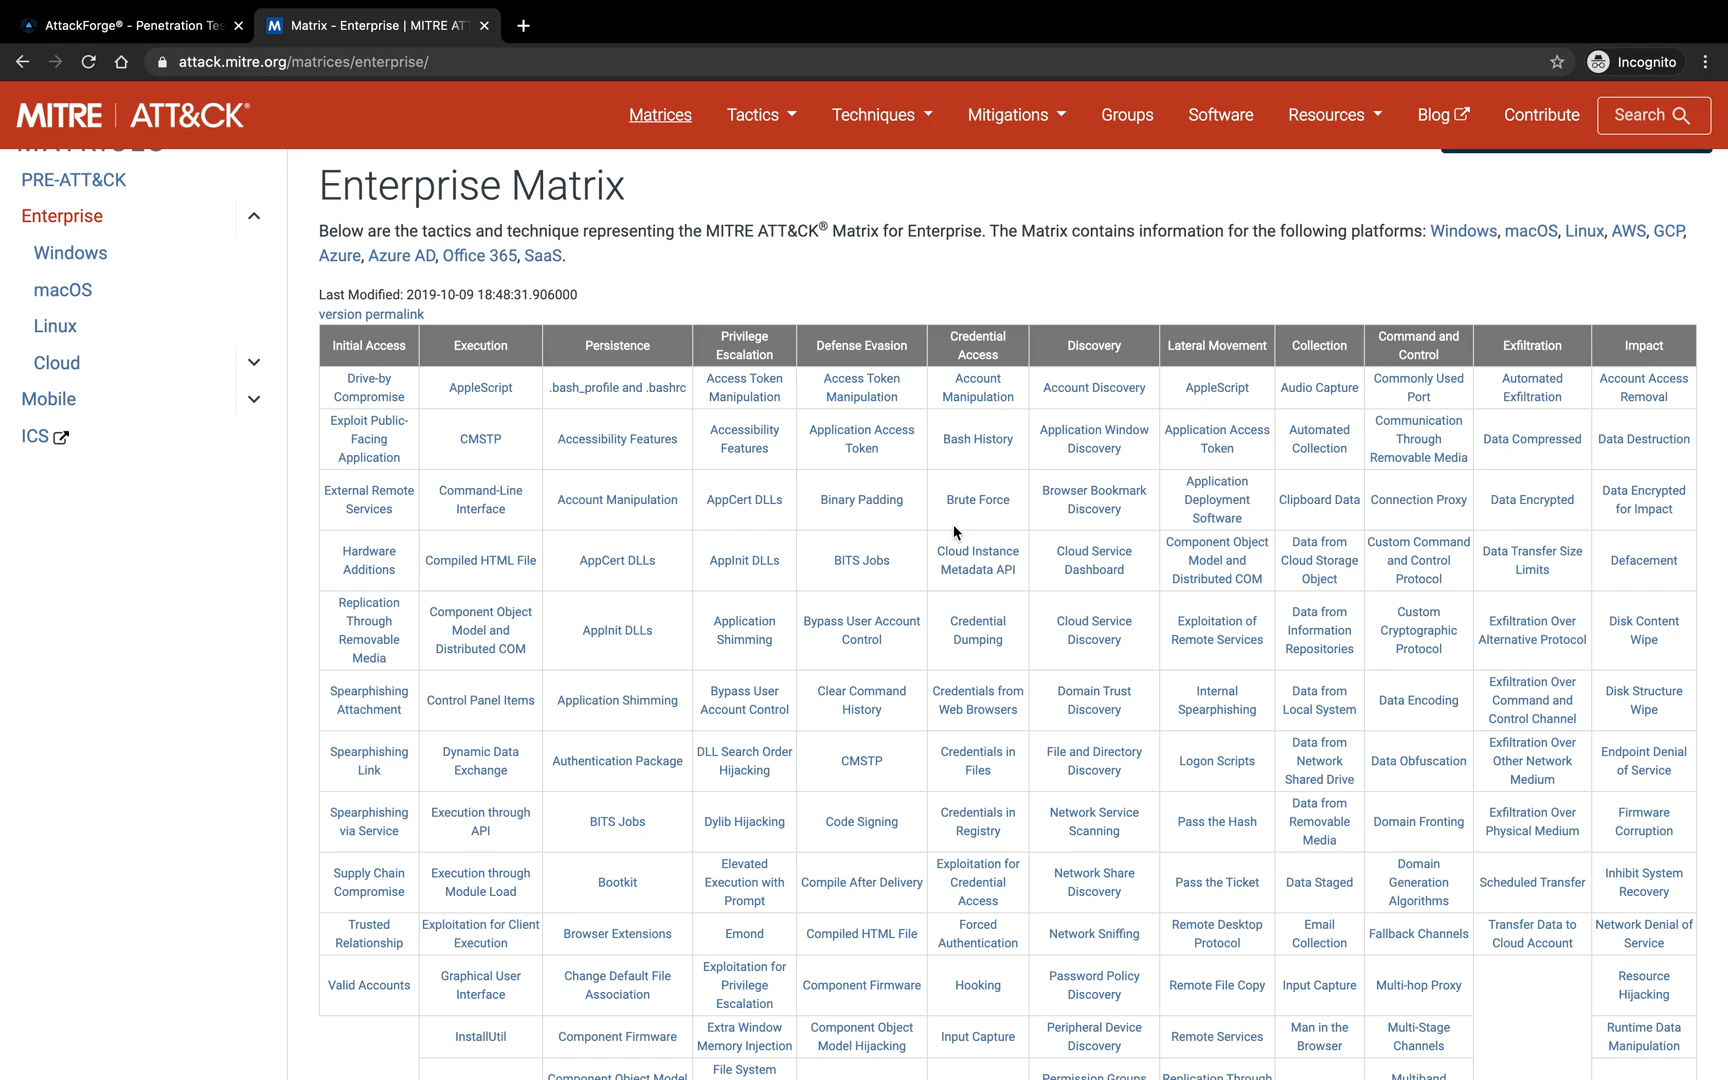 AttackForge® - Penetration Tes
Matrix - Enterprise | MITRE ATT
attack.mitre.org/matrices/enterprise/
Incognito
MITRE | ATT&CK®
Matrices
Tactics
Techniques
Mitigations
Groups
Software
Resources
Blog
Contribute
Search
MATRICES
PRE-ATT&CK
Enterprise
Windows
macOS
Linux
Cloud
Mobile
ICS
Enterprise Matrix
Below are the tactics and technique representing the MITRE ATT&CK® Matrix for Enterprise. The Matrix contains information for the following platforms: Windows, macOS, Linux, AWS, GCP,
Azure, Azure AD, Office 365, SaaS.
Last Modified: 2019-10-09 18:48:31.906000
version permalink
Initial Access | Execution | Persistence | Privilege Escalation | Defense Evasion | Credential Access | Discovery | Lateral Movement | Collection | Command and Control | Exfiltration | Impact
Drive-by Compromise | AppleScript | .bash_profile and .bashrc | Access Token Manipulation | Access Token Manipulation | Account Manipulation | Account Discovery | AppleScript | Audio Capture | Commonly Used Port | Automated Exfiltration | Account Access Removal
Exploit Public-Facing Application | CMSTP | Accessibility Features | Accessibility Features | Application Access Token | Bash History | Application Window Discovery | Application Access Token | Automated Collection | Communication Through Removable Media | Data Compressed | Data Destruction
External Remote Services | Command-Line Interface | Account Manipulation | AppCert DLLs | Binary Padding | Brute Force | Browser Bookmark Discovery | Application Deployment Software | Clipboard Data | Connection Proxy | Data Encrypted | Data Encrypted for Impact
Hardware Additions | Compiled HTML File | AppCert DLLs | AppInit DLLs | BITS Jobs | Cloud Instance Metadata API | Cloud Service Dashboard | Component Object Model and Distributed COM | Data from Cloud Storage Object | Custom Command and Control Protocol | Data Transfer Size Limits | Defacement
Replication Through Removable Media | Component Object Model and Distributed COM | AppInit DLLs | Application Shimming | Bypass User Account Control | Credential Dumping | Cloud Service Discovery | Exploitation of Remote Services | Data from Information Repositories | Custom Cryptographic Protocol | Exfiltration Over Alternative Protocol | Disk Content Wipe
Spearphishing Attachment | Control Panel Items | Application Shimming | Bypass User Account Control | Clear Command History | Credentials from Web Browsers | Domain Trust Discovery | Internal Spearphishing | Data from Local System | Data Encoding | Exfiltration Over Command and Control Channel | Disk Structure Wipe
Spearphishing Link | Dynamic Data Exchange | Authentication Package | DLL Search Order Hijacking | CMSTP | Credentials in Files | File and Directory Discovery | Logon Scripts | Data from Network Shared Drive | Data Obfuscation | Exfiltration Over Other Network Medium | Endpoint Denial of Service
Spearphishing via Service | Execution through API | BITS Jobs | Dylib Hijacking | Code Signing | Credentials in Registry | Network Service Scanning | Pass the Hash | Data from Removable Media | Domain Fronting | Exfiltration Over Physical Medium | Firmware Corruption
Supply Chain Compromise | Execution through Module Load | Bootkit | Elevated Execution with Prompt | Compile After Delivery | Exploitation for Credential Access | Network Share Discovery | Pass the Ticket | Data Staged | Domain Generation Algorithms | Scheduled Transfer | Inhibit System Recovery
Trusted Relationship | Exploitation for Client Execution | Browser Extensions | Emond | Compiled HTML File | Forced Authentication | Network Sniffing | Remote Desktop Protocol | Email Collection | Fallback Channels | Transfer Data to Cloud Account | Network Denial of Service
Valid Accounts | Graphical User Interface | Change Default File Association | Exploitation for Privilege Escalation | Component Firmware | Hooking | Password Policy Discovery | Remote File Copy | Input Capture | Multi-hop Proxy | Resource Hijacking
InstallUtil | Component Firmware | Extra Window Memory Injection | Component Object Model Hijacking | Input Capture | Peripheral Device Discovery | Remote Services | Man in the Browser | Multi-Stage Channels | Runtime Data Manipulation
Component Object Model | File System | Permission Groups | Replication Through | Multiband